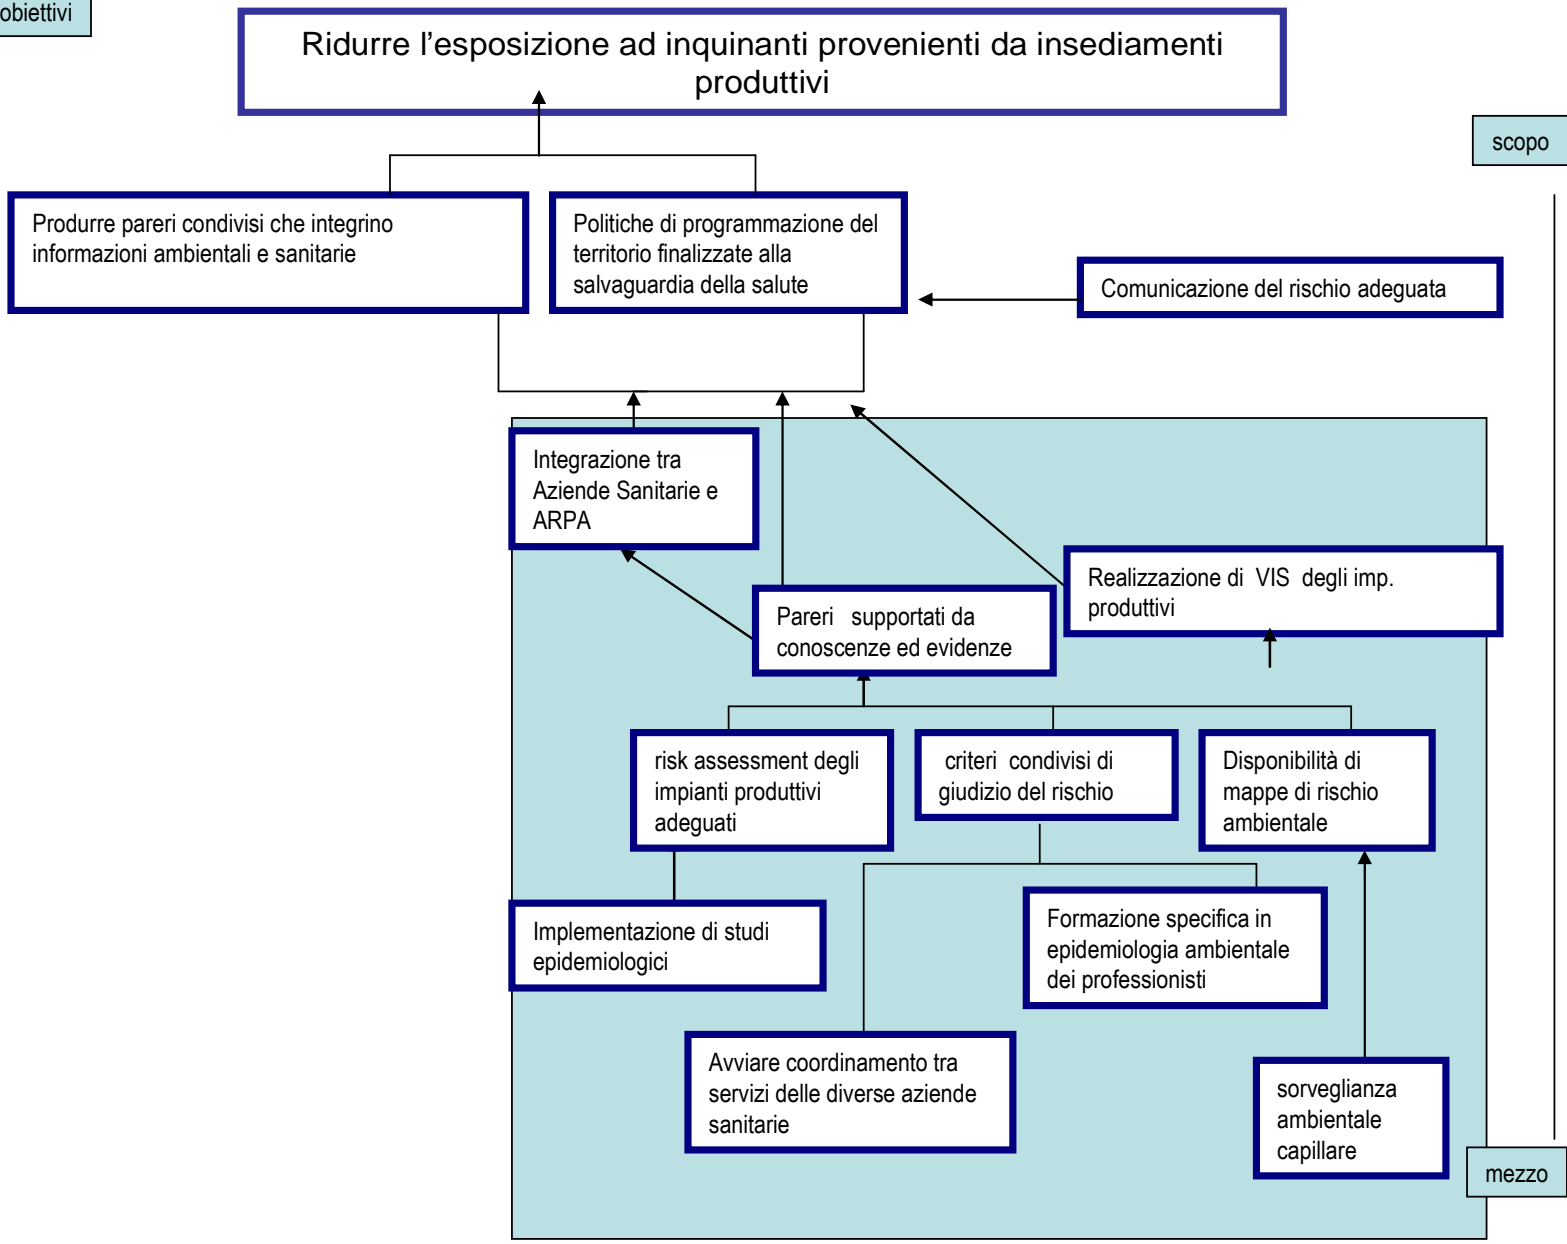 obiettivi
Ridurre l’esposizione ad inquinanti provenienti da insediamenti
produttivi
scopo
Produrre pareri condivisi che integrino
informazioni ambientali e sanitarie
Politiche di programmazione del
territorio finalizzate alla
salvaguardia della salute
Comunicazione del rischio adeguata
Integrazione tra
Aziende Sanitarie e
ARPA
Realizzazione di VIS degli imp.
produttivi
Pareri supportati da
conoscenze ed evidenze
risk assessment degli
impianti produttivi
adeguati
criteri condivisi di
giudizio del rischio
Disponibilità di
mappe di rischio
ambientale
Implementazione di studi
epidemiologici
Formazione specifica in
epidemiologia ambientale
dei professionisti
Avviare coordinamento tra
servizi delle diverse aziende
sanitarie
sorveglianza
ambientale
capillare
mezzo